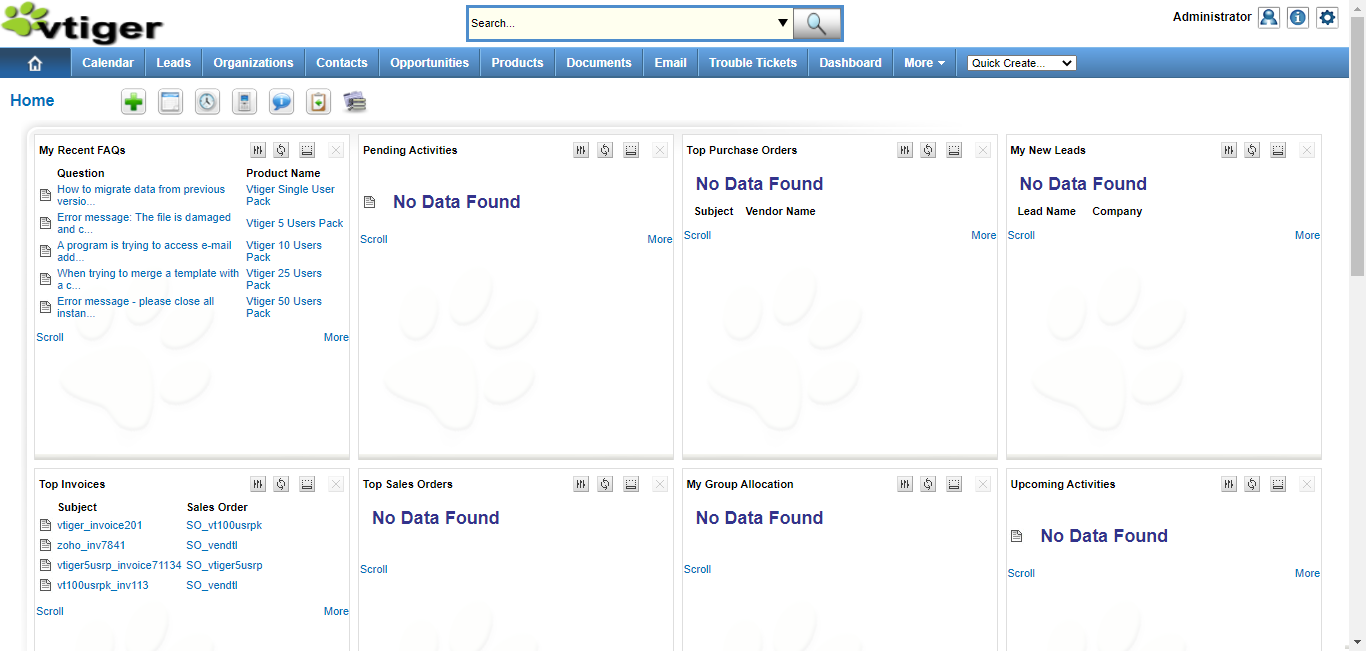 vtiger
Search...
Administrator
Calendar Leads Organizations Contacts Opportunities Products Documents Email Trouble Tickets Dashboard More Quick Create...
Home
My Recent FAQs
Question Product Name
How to migrate data from previous versio... Vtiger Single User Pack
Error message: The file is damaged and c... Vtiger 5 Users Pack
A program is trying to access e-mail add... Vtiger 10 Users Pack
When trying to merge a template with a c... Vtiger 25 Users Pack
Error message - please close all instan... Vtiger 50 Users Pack
Scroll More
Pending Activities
No Data Found
Scroll More
Top Purchase Orders
No Data Found
Subject Vendor Name
Scroll More
My New Leads
No Data Found
Lead Name Company
Scroll More
Top Invoices
Subject Sales Order
vtiger_invoice201 SO_vt100usrpk
zoho_inv7841 SO_vendtl
vtiger5usrp_invoice71134 SO_vtiger5usrp
vt100usrpk_inv113 SO_vendtl
Scroll More
Top Sales Orders
No Data Found
Scroll
My Group Allocation
No Data Found
Scroll
Upcoming Activities
No Data Found
Scroll More